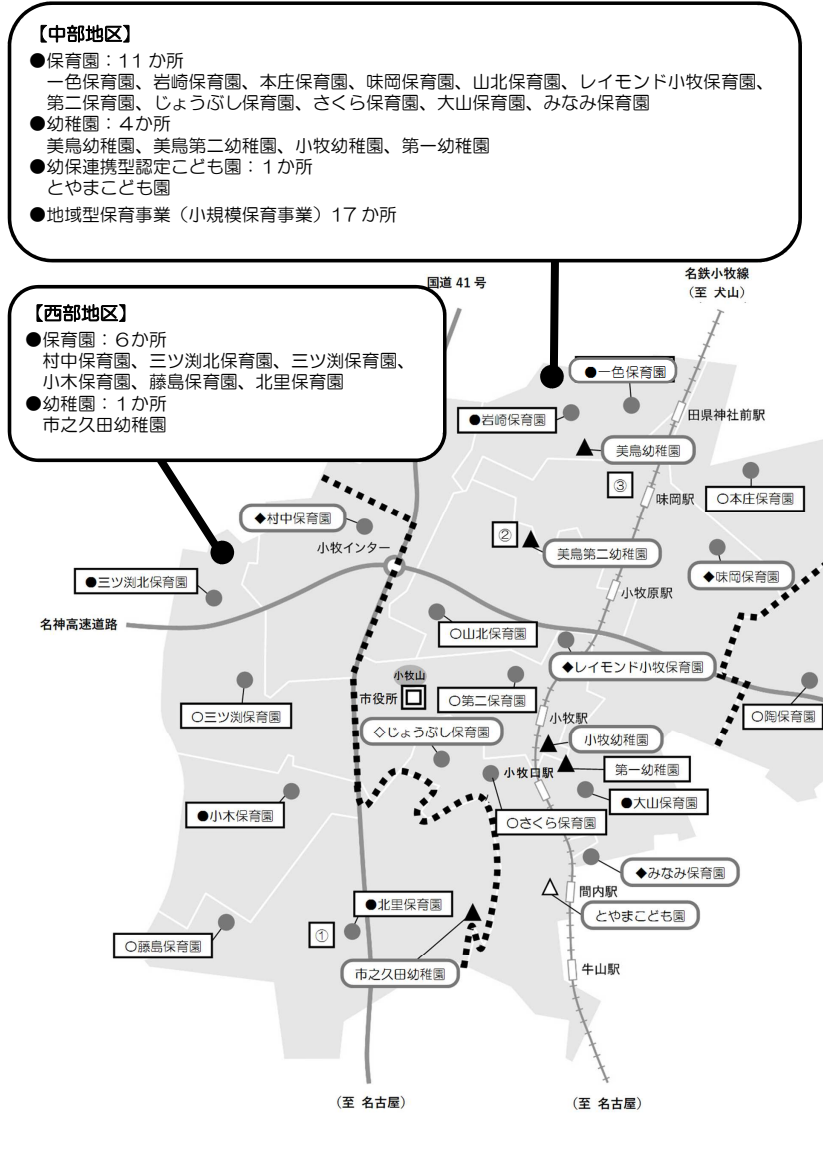 【中部地区】
●保育園：11 か所
一色保育園、岩崎保育園、本庄保育園、味岡保育園、山北保育園、レイモンド小牧保育園、
第二保育園、じょうぶし保育園、さくら保育園、大山保育園、みなみ保育園
●幼稚園：４か所
美鳥幼稚園、美鳥第二幼稚園、小牧幼稚園、第一幼稚園
●幼保連携型認定こども園：１か所
とやまこども園
●地域型保育事業（小規模保育事業）17 か所
【西部地区】
●保育園：６か所
村中保育園、三ツ渕北保育園、三ツ渕保育園、
小木保育園、藤島保育園、北里保育園
●幼稚園：１か所
市之久田幼稚園
国道 41 号
名鉄小牧線
（至 犬山）
●一色保育園
●岩崎保育園
田県神社前駅
美鳥幼稚園
③
味岡駅
○本庄保育園
◆村中保育園
小牧インター
②
美鳥第二幼稚園
◆味岡保育園
●三ツ渕北保育園
小牧原駅
名神高速道路
○山北保育園
◆レイモンド小牧保育園
小牧山
市役所
○第二保育園
○三ツ渕保育園
小牧駅
○陶保育園
◇じょうぶし保育園
小牧幼稚園
小牧口駅
第一幼稚園
●大山保育園
●小木保育園
○さくら保育園
◆みなみ保育園
間内駅
●北里保育園
とやまこども園
①
○藤島保育園
市之久田幼稚園
牛山駅
（至 名古屋）
（至 名古屋）